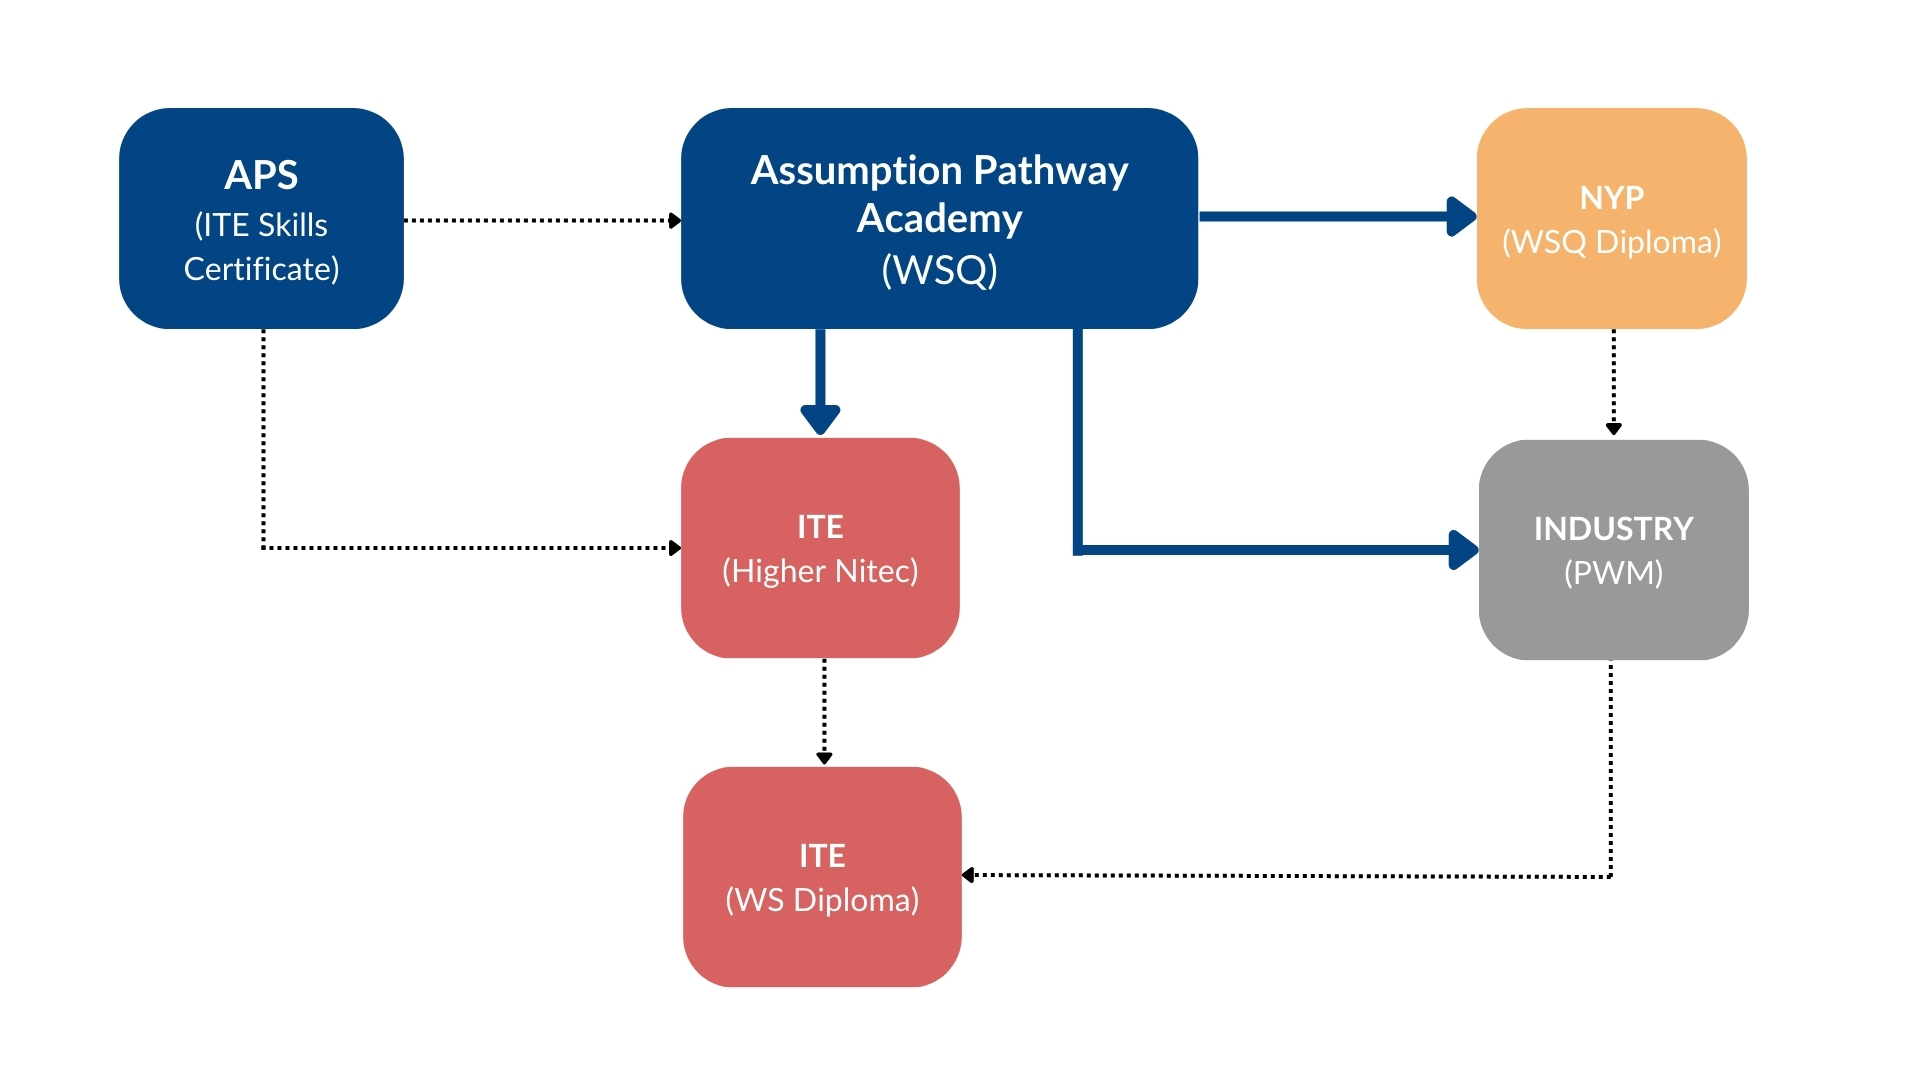 APS
(ITE Skills
Certificate)
Assumption Pathway
Academy
(WSQ)
NYP
(WSQ Diploma)
ITE
(Higher Nitec)
INDUSTRY
(PWM)
ITE
(WS Diploma)